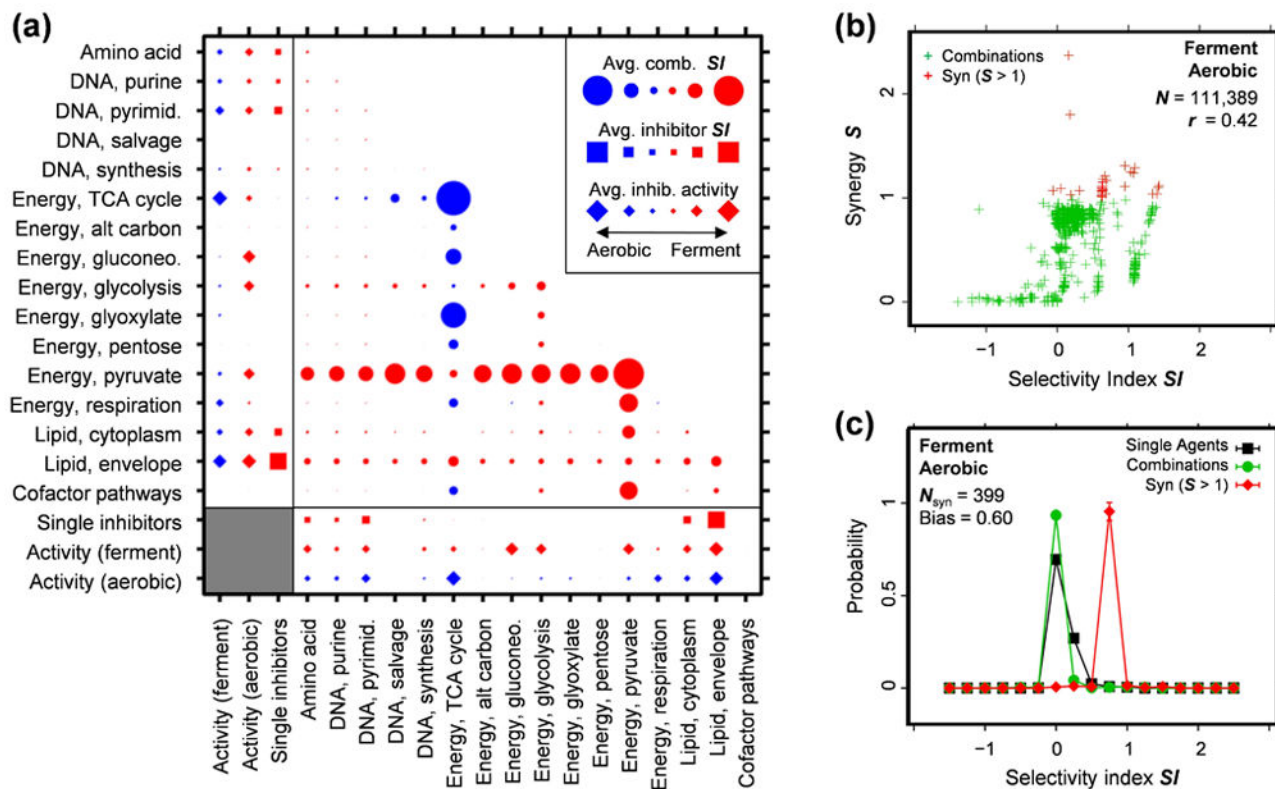 (a)
Amino acid
DNA, purine
DNA, pyrimid.
DNA, salvage
DNA, synthesis
Energy, TCA cycle
Energy, alt carbon
Energy, gluconeo.
Energy, glycolysis
Energy, glyoxylate
Energy, pentose
Energy, pyruvate
Energy, respiration
Lipid, cytoplasm
Lipid, envelope
Cofactor pathways
Single inhibitors
Activity (ferment)
Activity (aerobic)
Avg. comb. SI
Avg. inhibitor SI
Avg. inhib. activity
Aerobic Ferment
Activity (ferment)
Activity (aerobic)
Single inhibitors
Amino acid
DNA, purine
DNA, pyrimid.
DNA, salvage
DNA, synthesis
Energy, TCA cycle
Energy, alt carbon
Energy, gluconeo.
Energy, glycolysis
Energy, glyoxylate
Energy, pentose
Energy, pyruvate
Energy, respiration
Lipid, cytoplasm
Lipid, envelope
Cofactor pathways
(b)
Combinations
Syn (S > 1)
Ferment
Aerobic
N = 111,389
r = 0.42
Synergy S
2
1
0
−1 0 1 2
Selectivity Index SI
(c)
Ferment
Aerobic
Nsyn = 399
Bias = 0.60
Single Agents
Combinations
Syn (S > 1)
Probability
1
0.5
0
−1 0 1 2
Selectivity index SI